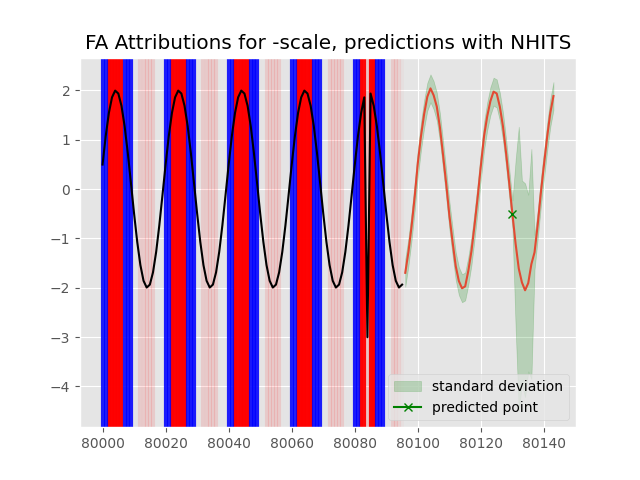 FA Attributions for -scale, predictions with NHITS
2
1
0
−1
−2
−3
−4
standard deviation
predicted point
80000 80020 80040 80060 80080 80100 80120 80140